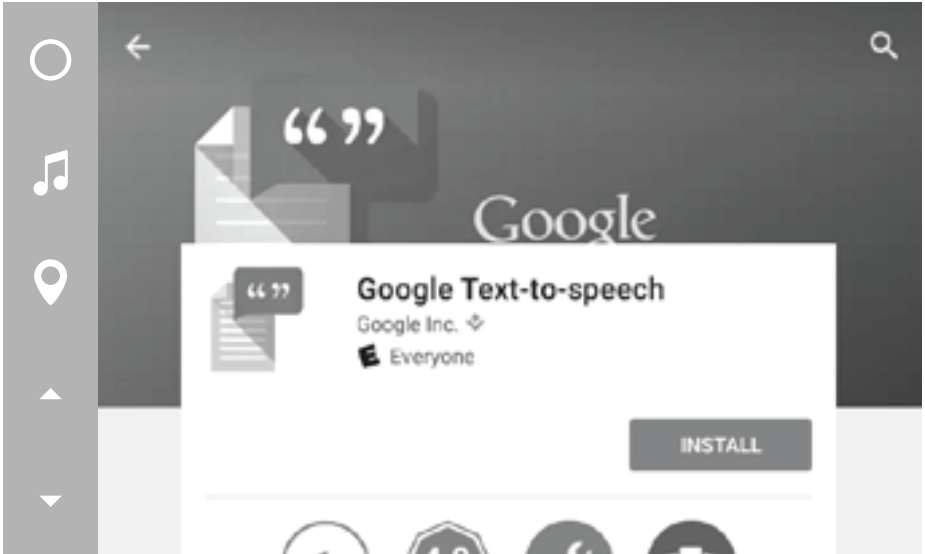 “ ”
Google
“ ”
Google Text-to-speech
Google Inc.
E Everyone
INSTALL